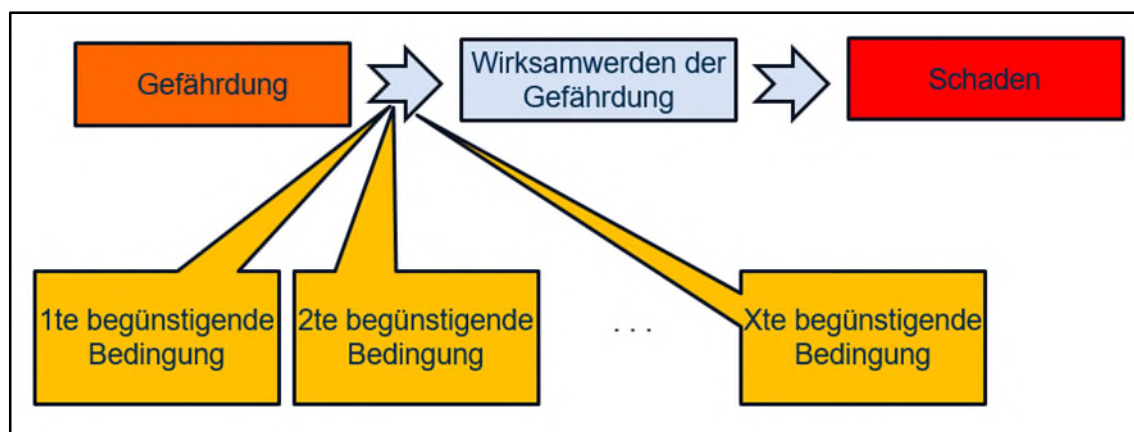 Gefährdung
Wirksamwerden der
Gefährdung
Schaden
1te begünstigende
Bedingung
2te begünstigende
Bedingung
. . .
Xte begünstigende
Bedingung